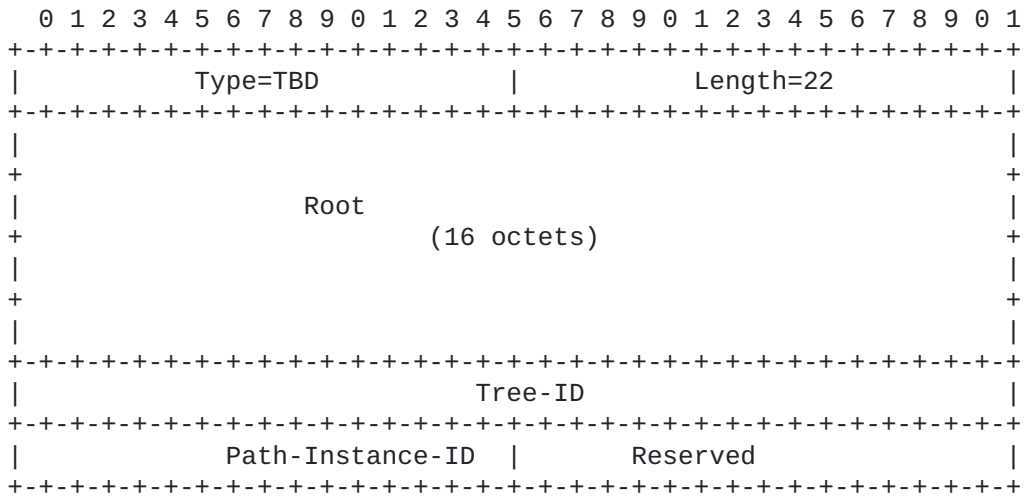 0 1 2 3 4 5 6 7 8 9 0 1 2 3 4 5 6 7 8 9 0 1 2 3 4 5 6 7 8 9 0 1
+-+-+-+-+-+-+-+-+-+-+-+-+-+-+-+-+-+-+-+-+-+-+-+-+-+-+-+-+-+-+-+-+
|           Type=TBD            |           Length=22           |
+-+-+-+-+-+-+-+-+-+-+-+-+-+-+-+-+-+-+-+-+-+-+-+-+-+-+-+-+-+-+-+-+
|                                                               |
+                                                               +
|                  Root                                         |
+                          (16 octets)                          +
|                                                               |
+                                                               +
|                                                               |
+-+-+-+-+-+-+-+-+-+-+-+-+-+-+-+-+-+-+-+-+-+-+-+-+-+-+-+-+-+-+-+-+
|                             Tree-ID                           |
+-+-+-+-+-+-+-+-+-+-+-+-+-+-+-+-+-+-+-+-+-+-+-+-+-+-+-+-+-+-+-+-+
|             Path-Instance-ID  |       Reserved                |
+-+-+-+-+-+-+-+-+-+-+-+-+-+-+-+-+-+-+-+-+-+-+-+-+-+-+-+-+-+-+-+-+